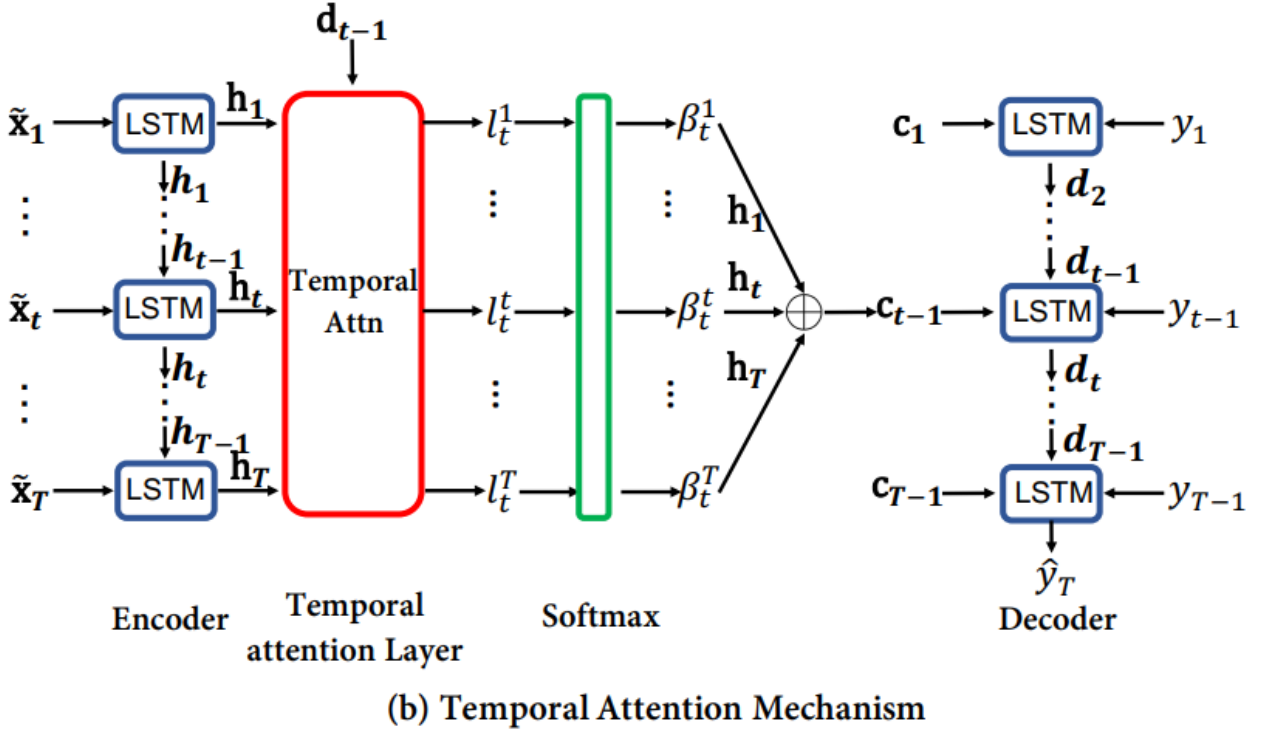 d_{t-1}
x̃_1 LSTM h_1 l_t^1 β_t^1 c_1 LSTM y_1
h_1 h_1 d_2
⋮ ⋮ ⋮
h_{t-1} h_t d_{t-1}
x̃_t LSTM h_t Temporal Attn l_t^t β_t^t ⊕ c_{t-1} LSTM y_{t-1}
h_t h_T d_t
⋮ ⋮ ⋮
h_{T-1} d_{T-1}
x̃_T LSTM h_T l_t^T β_t^T c_{T-1} LSTM y_{T-1}
ŷ_T
Encoder Temporal attention Layer Softmax Decoder
(b) Temporal Attention Mechanism